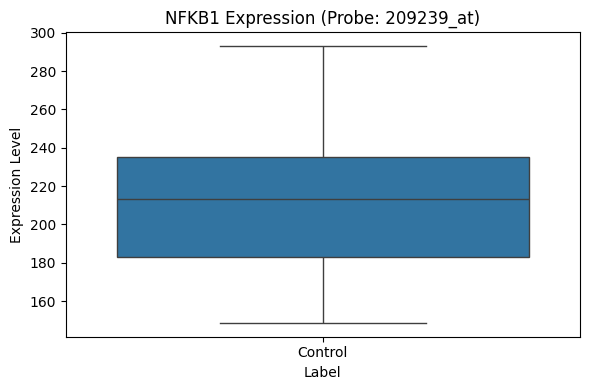 NFKB1 Expression (Probe: 209239_at)
300
280
260
240
220
200
180
160
Expression Level
Control
Label